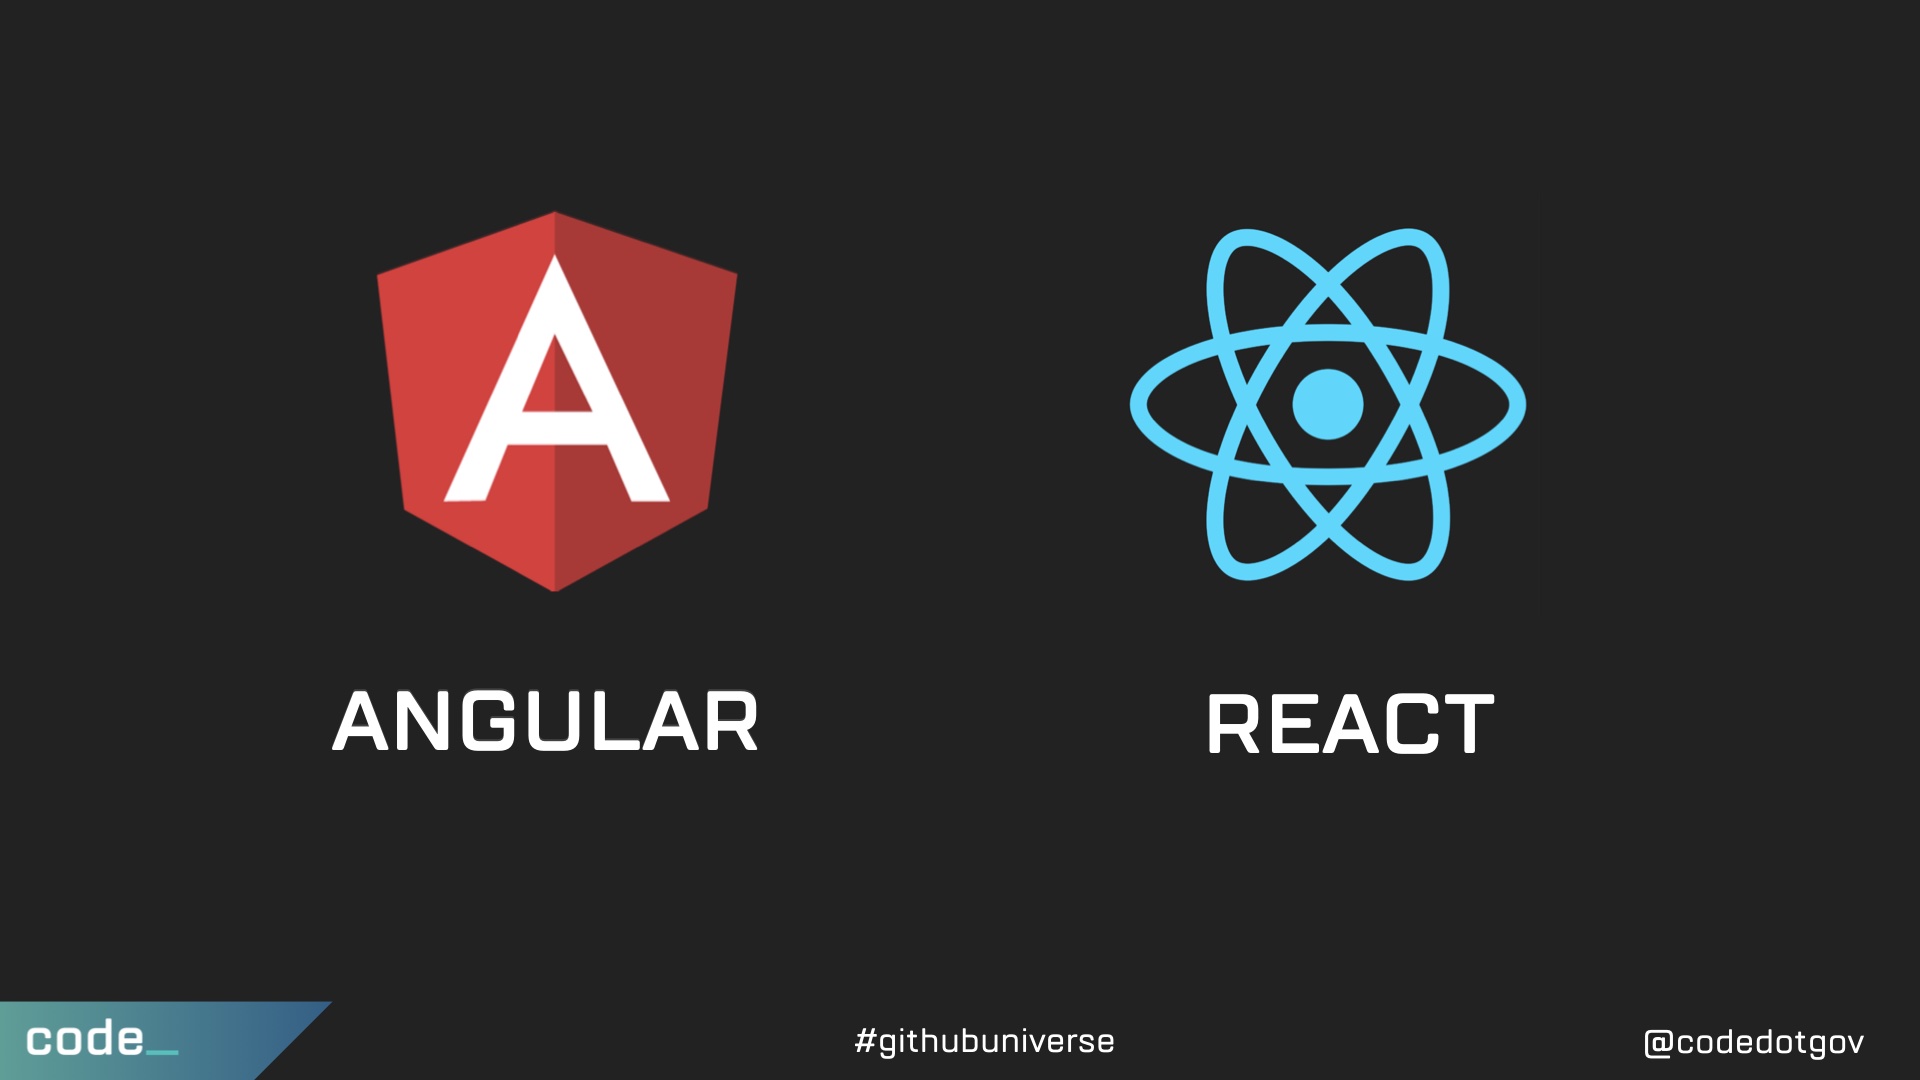 A
ANGULAR
REACT
code_
#githubuniverse
@codedotgov